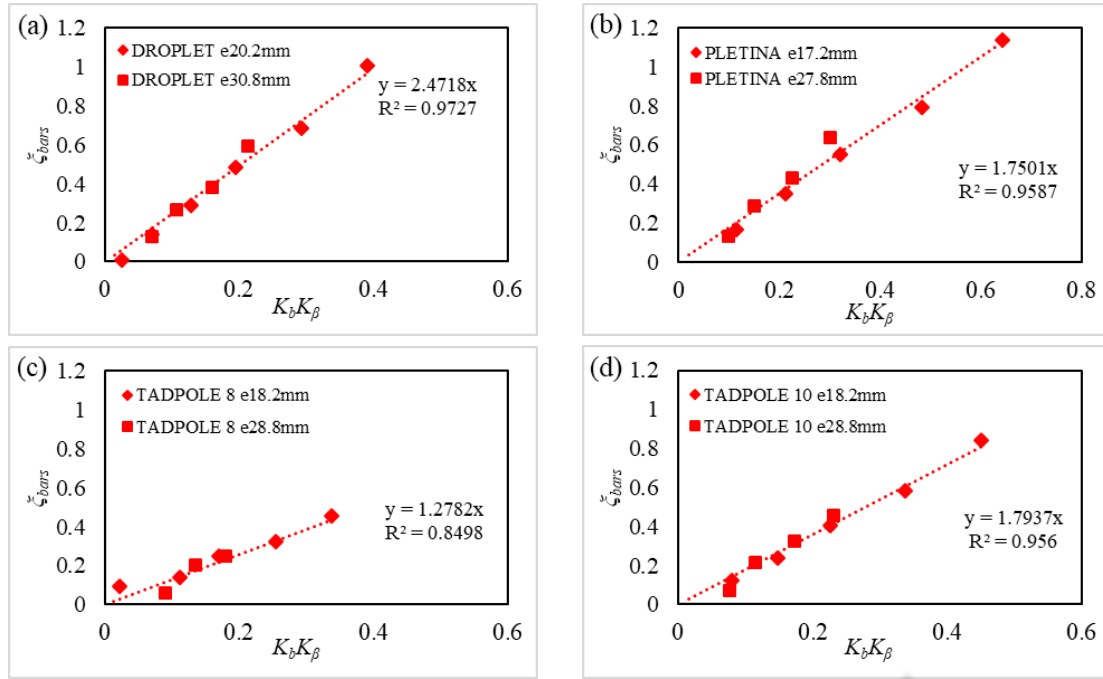 (a)
1.2
1
0.8
0.6
0.4
0.2
0
ξbars
DROPLET e20.2mm
DROPLET e30.8mm
y = 2.4718x
R² = 0.9727
0 0.2 0.4 0.6
KbKβ
(b)
1.2
1
0.8
0.6
0.4
0.2
0
ξbars
PLETINA e17.2mm
PLETINA e27.8mm
y = 1.7501x
R² = 0.9587
0 0.2 0.4 0.6 0.8
KbKβ
(c)
1.2
1
0.8
0.6
0.4
0.2
0
ξbars
TADPOLE 8 e18.2mm
TADPOLE 8 e28.8mm
y = 1.2782x
R² = 0.8498
0 0.2 0.4 0.6
KbKβ
(d)
1.2
1
0.8
0.6
0.4
0.2
0
ξbars
TADPOLE 10 e18.2mm
TADPOLE 10 e28.8mm
y = 1.7937x
R² = 0.956
0 0.2 0.4 0.6
KbKβ